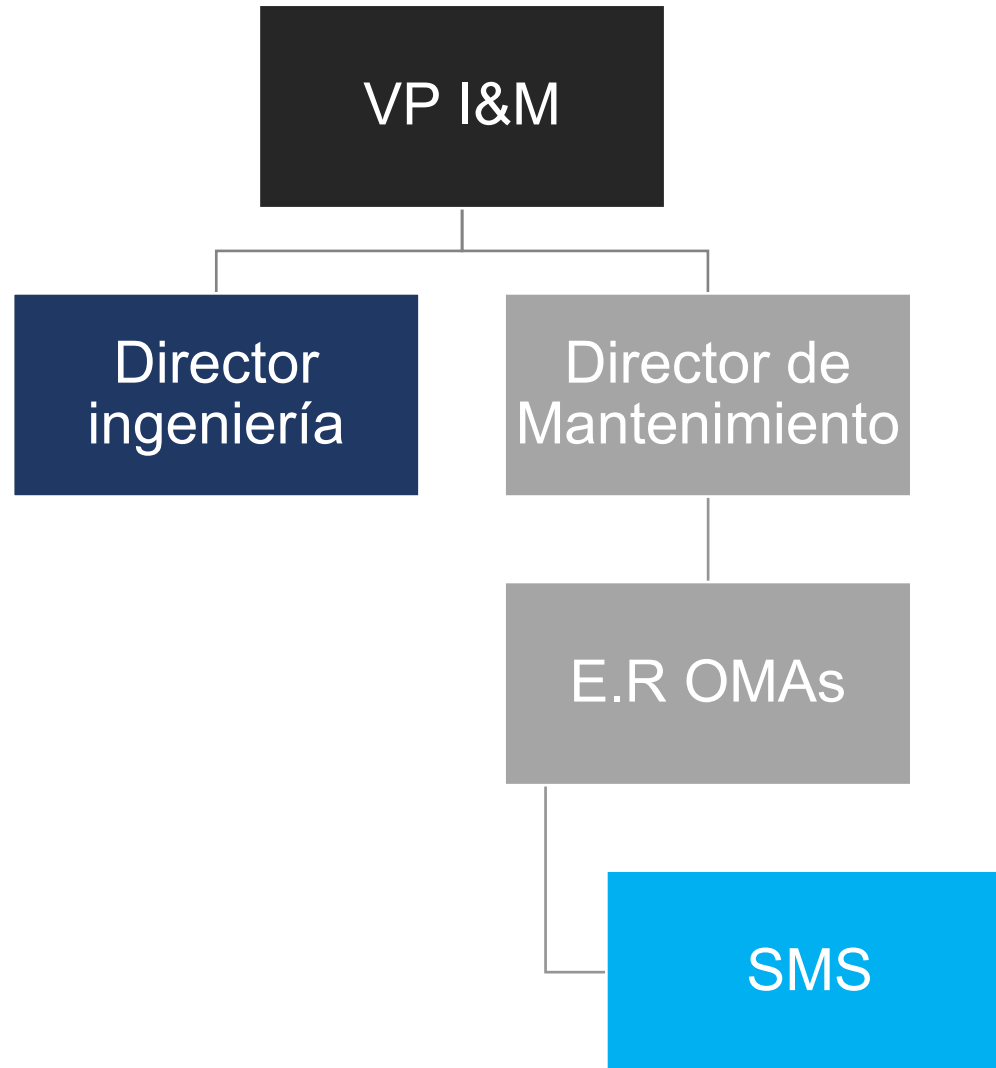 VP I&M
Director
ingeniería
Director de
Mantenimiento
E.R OMAs
SMS